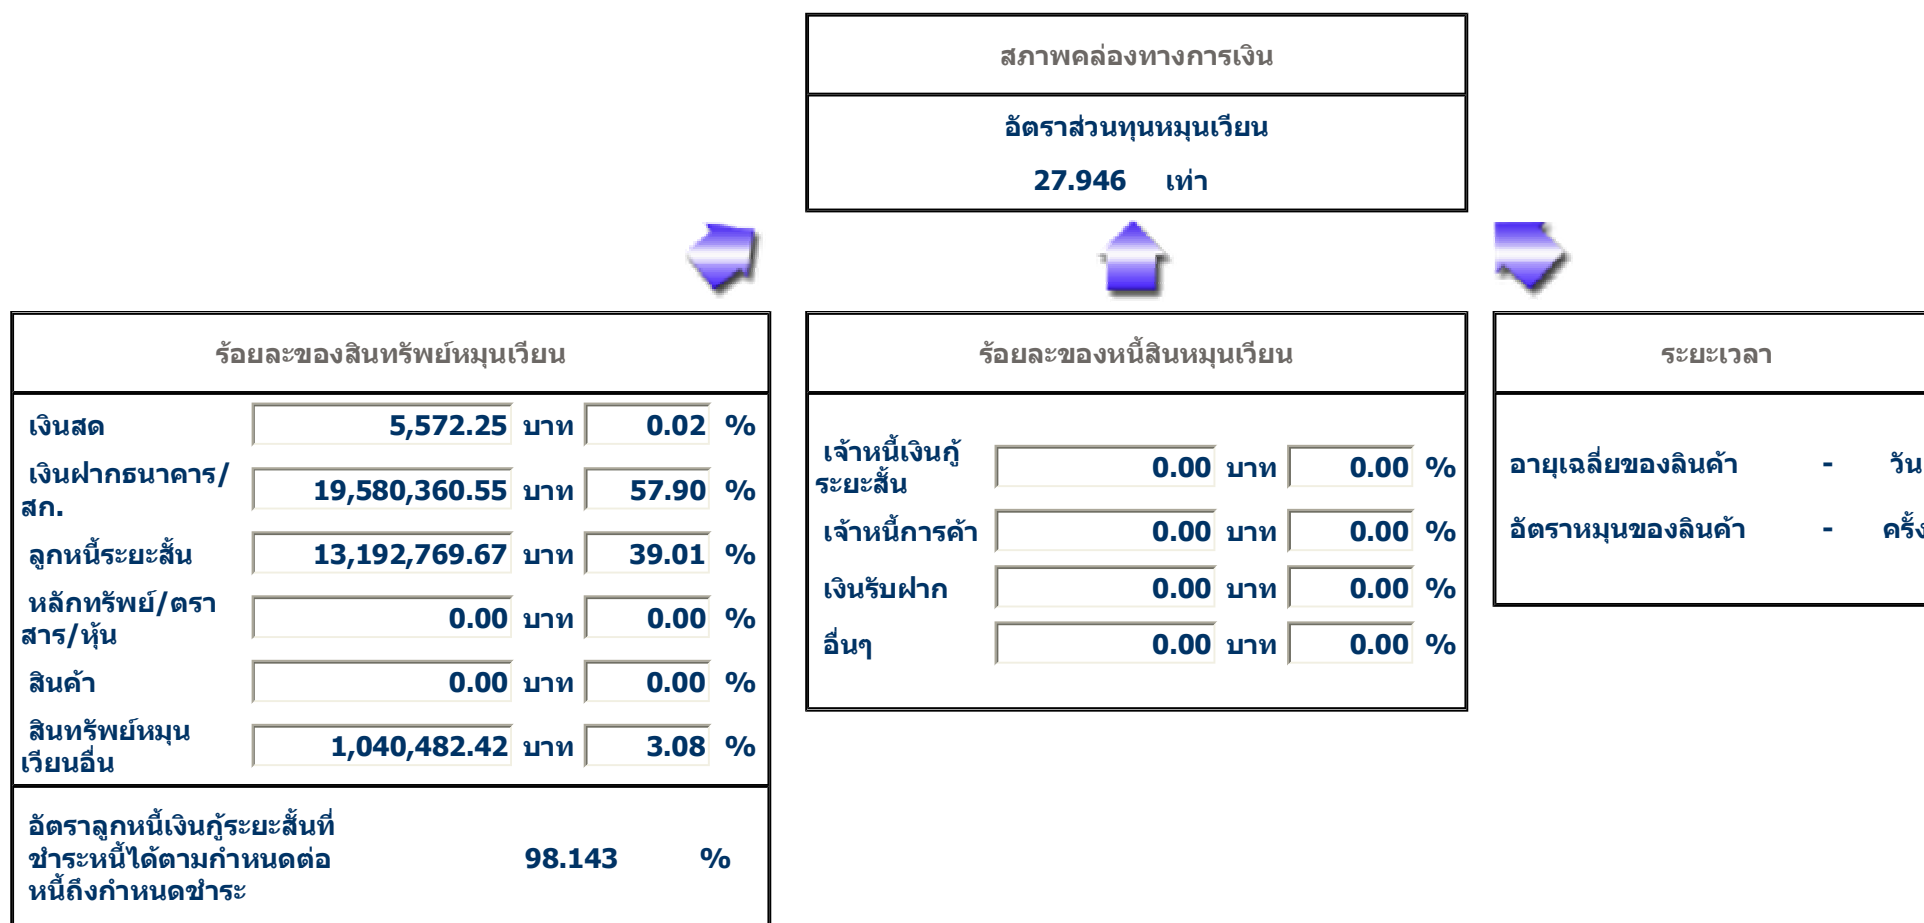 สภาพคล่องทางการเงิน
อัตราส่วนทุนหมุนเวียน
27.946 เท่า
ร้อยละของสินทรัพย์หมุนเวียน
เงินสด 5,572.25 บาท 0.02 %
เงินฝากธนาคาร/
สก. 19,580,360.55 บาท 57.90 %
ลูกหนี้ระยะสั้น 13,192,769.67 บาท 39.01 %
หลักทรัพย์/ตรา
สาร/หุ้น 0.00 บาท 0.00 %
สินค้า 0.00 บาท 0.00 %
สินทรัพย์หมุน
เวียนอื่น 1,040,482.42 บาท 3.08 %
อัตราลูกหนี้เงินกู้ระยะสั้นที่
ชำระหนี้ได้ตามกำหนดต่อ 98.143 %
หนี้ถึงกำหนดชำระ
ร้อยละของหนี้สินหมุนเวียน
เจ้าหนี้เงินกู้
ระยะสั้น 0.00 บาท 0.00 %
เจ้าหนี้การค้า 0.00 บาท 0.00 %
เงินรับฝาก 0.00 บาท 0.00 %
อื่นๆ 0.00 บาท 0.00 %
ระยะเวลา
อายุเฉลี่ยของลินค้า - วัน
อัตราหมุนของลินค้า - ครั้ง